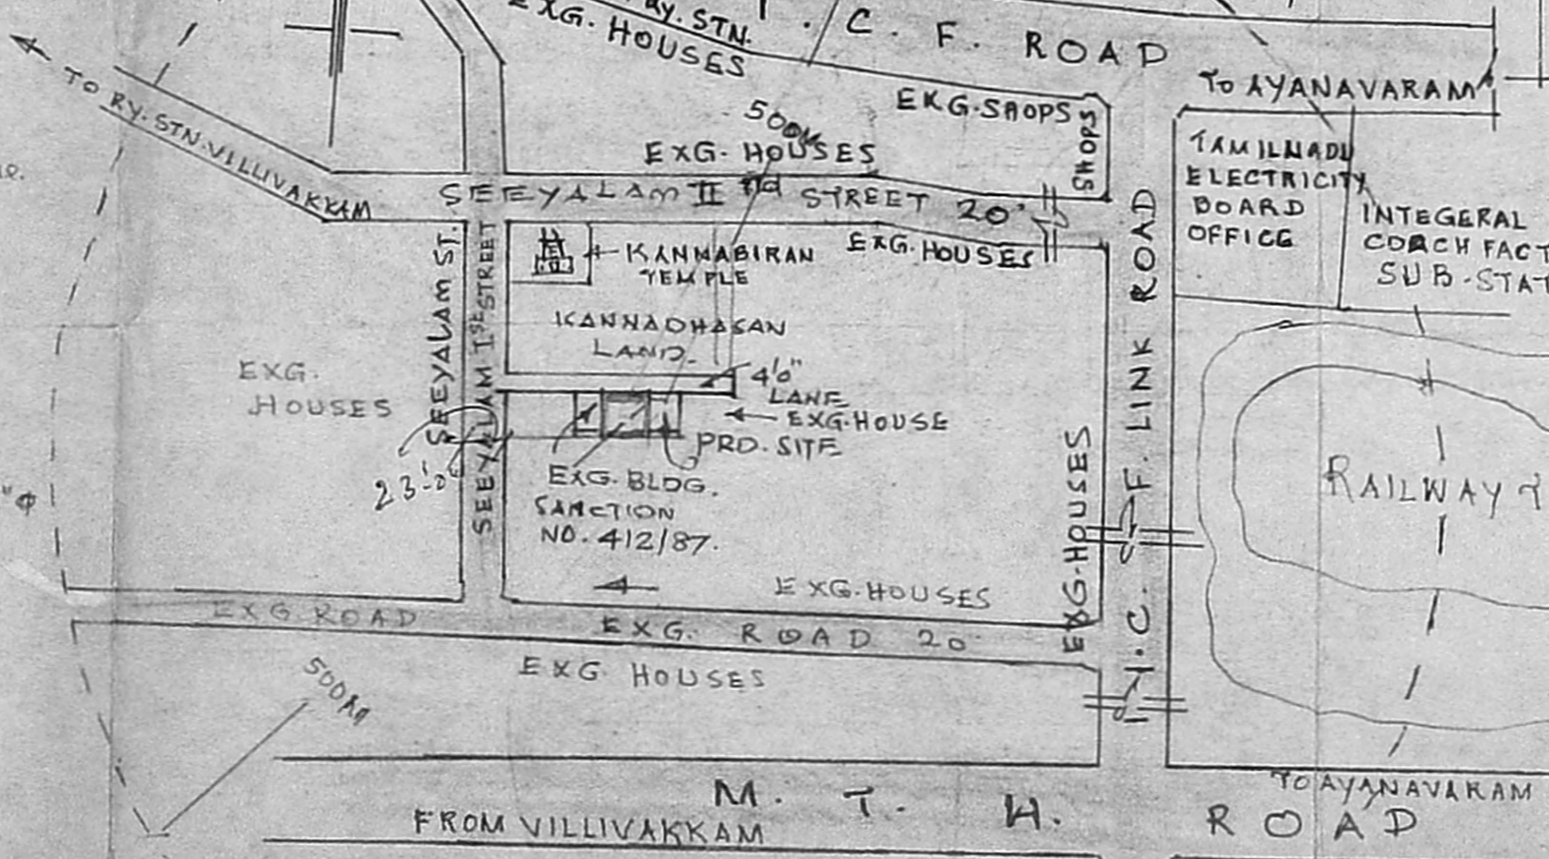 Ry. STN.
I. C. F. ROAD
EXG. HOUSES
TO AYANAVARAM
EXG. SHOPS
SHOPS
500M
EXG. HOUSES
TO RY. STN. VILLIVAKKAM
SEEYALAM II nd STREET 20'
TAMILNADU
ELECTRICITY
BOARD
OFFICE
INTEGERAL
COACH FACT
SUB-STAT
EXG. HOUSES
KANNABIRAN
TEMPLE
SEEYALAM ST.
SEEYALAM Ist STREET
KANNADHASAN
LAND.
4'0"
LANE
EXG. HOUSE
PRO. SITE
EXG.
HOUSES
23'-0"
EXG. BLDG.
SANCTION
NO. 412/87.
EXG. HOUSES
I.C.F. LINK ROAD
RAILWAY
EXG. HOUSES
EXG. ROAD
EXG. ROAD 20
EXG. HOUSES
500M
TO AYANAVARAM
M. T. H. ROAD
FROM VILLIVAKKAM